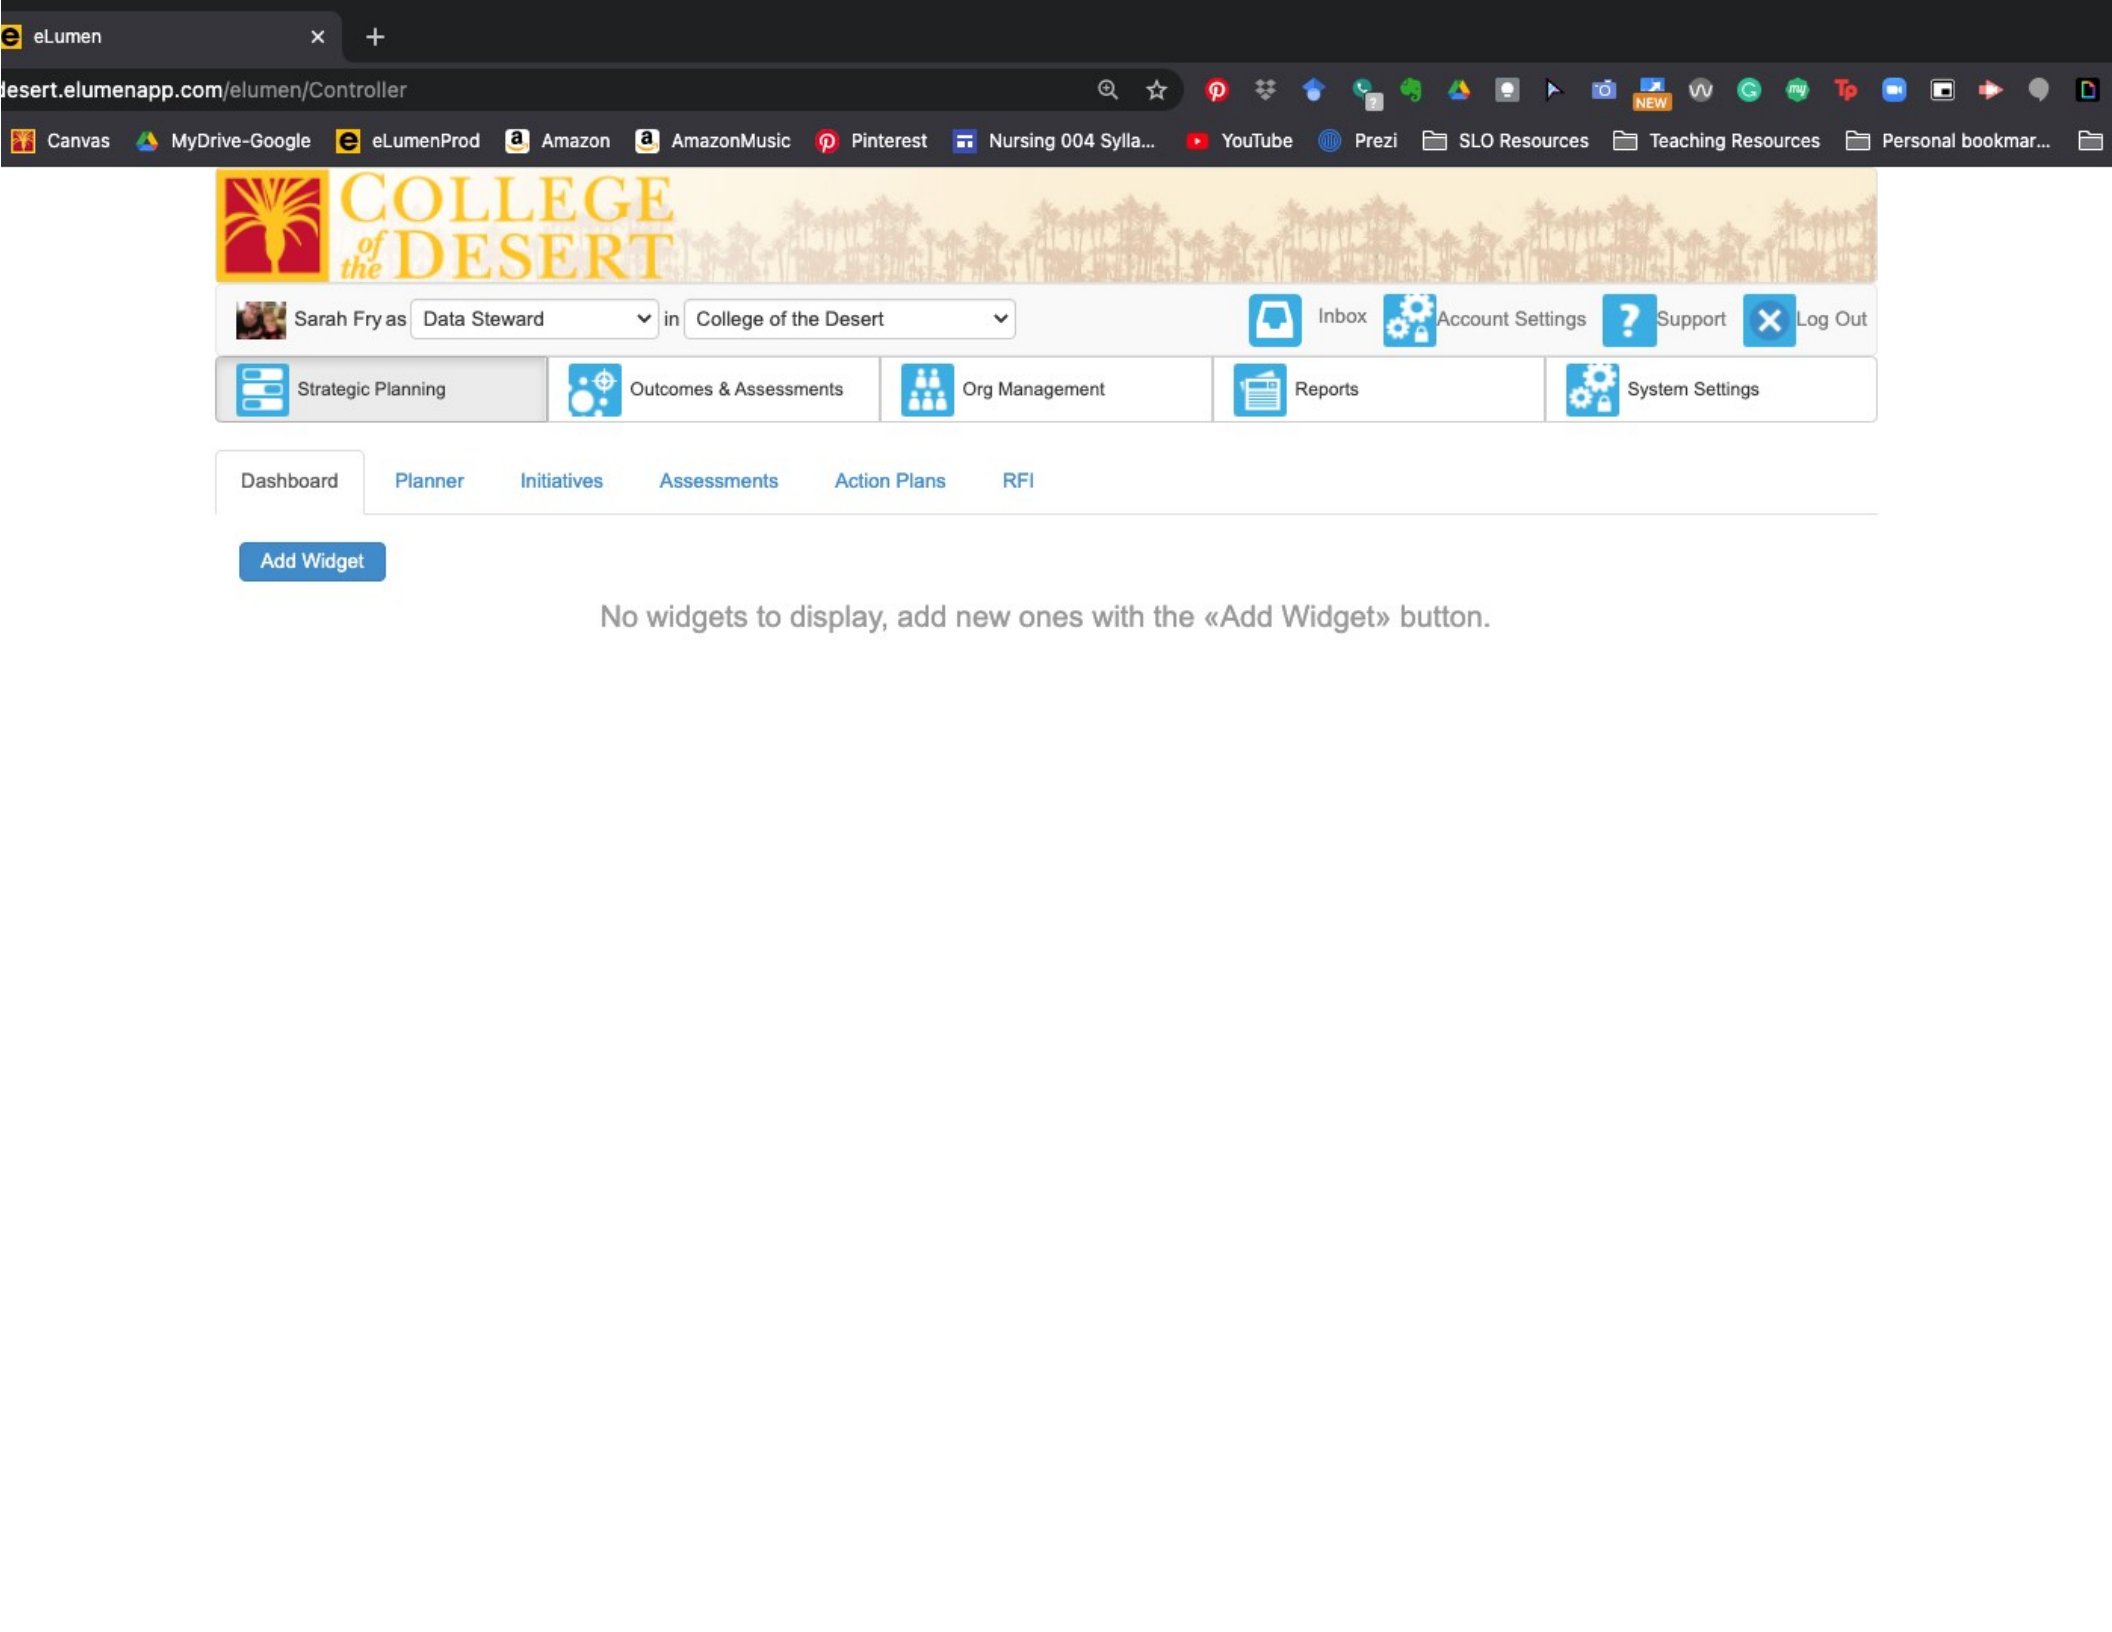 eLumen
desert.elumenapp.com/elumen/Controller
NEW
Canvas MyDrive-Google eLumenProd Amazon AmazonMusic Pinterest Nursing 004 Sylla... YouTube Prezi SLO Resources Teaching Resources Personal bookmar...
COLLEGE
of the DESERT
Sarah Fry as Data Steward in College of the Desert Inbox Account Settings ? Support Log Out
Strategic Planning Outcomes & Assessments Org Management Reports System Settings
Dashboard Planner Initiatives Assessments Action Plans RFI
Add Widget
No widgets to display, add new ones with the «Add Widget» button.